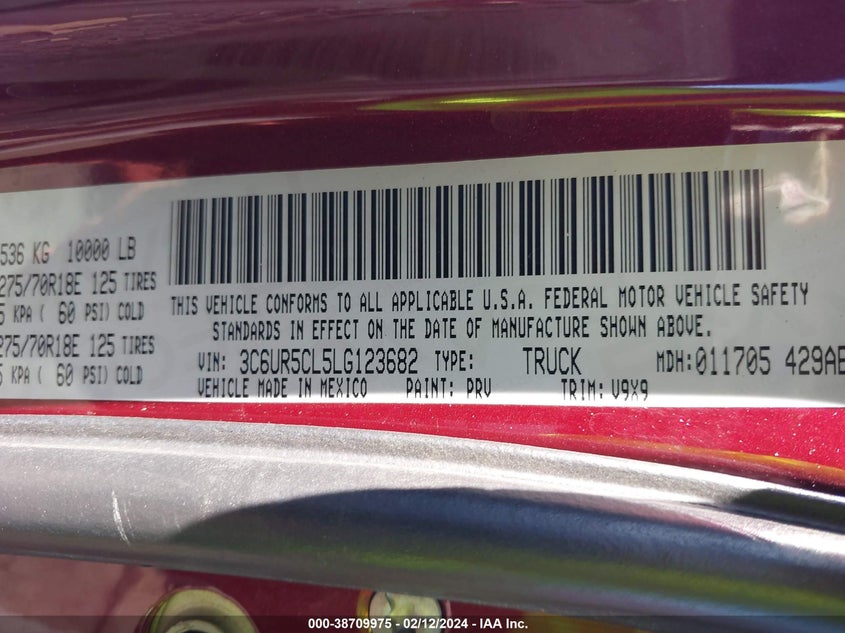 536 KG 10000 LB
275/70R18E 125 TIRES
KPA ( 60 PSI) COLD
275/70R18E 125 TIRES
KPA ( 60 PSI) COLD
THIS VEHICLE CONFORMS TO ALL APPLICABLE U.S.A. FEDERAL MOTOR VEHICLE SAFETY
STANDARDS IN EFFECT ON THE DATE OF MANUFACTURE SHOWN ABOVE.
VIN: 3C6UR5CL5LG123682 TYPE: TRUCK MDH:011705 429AE
VEHICLE MADE IN MEXICO PAINT: PRV TRIM: V9X9
000-38709975 - 02/12/2024 - IAA Inc.